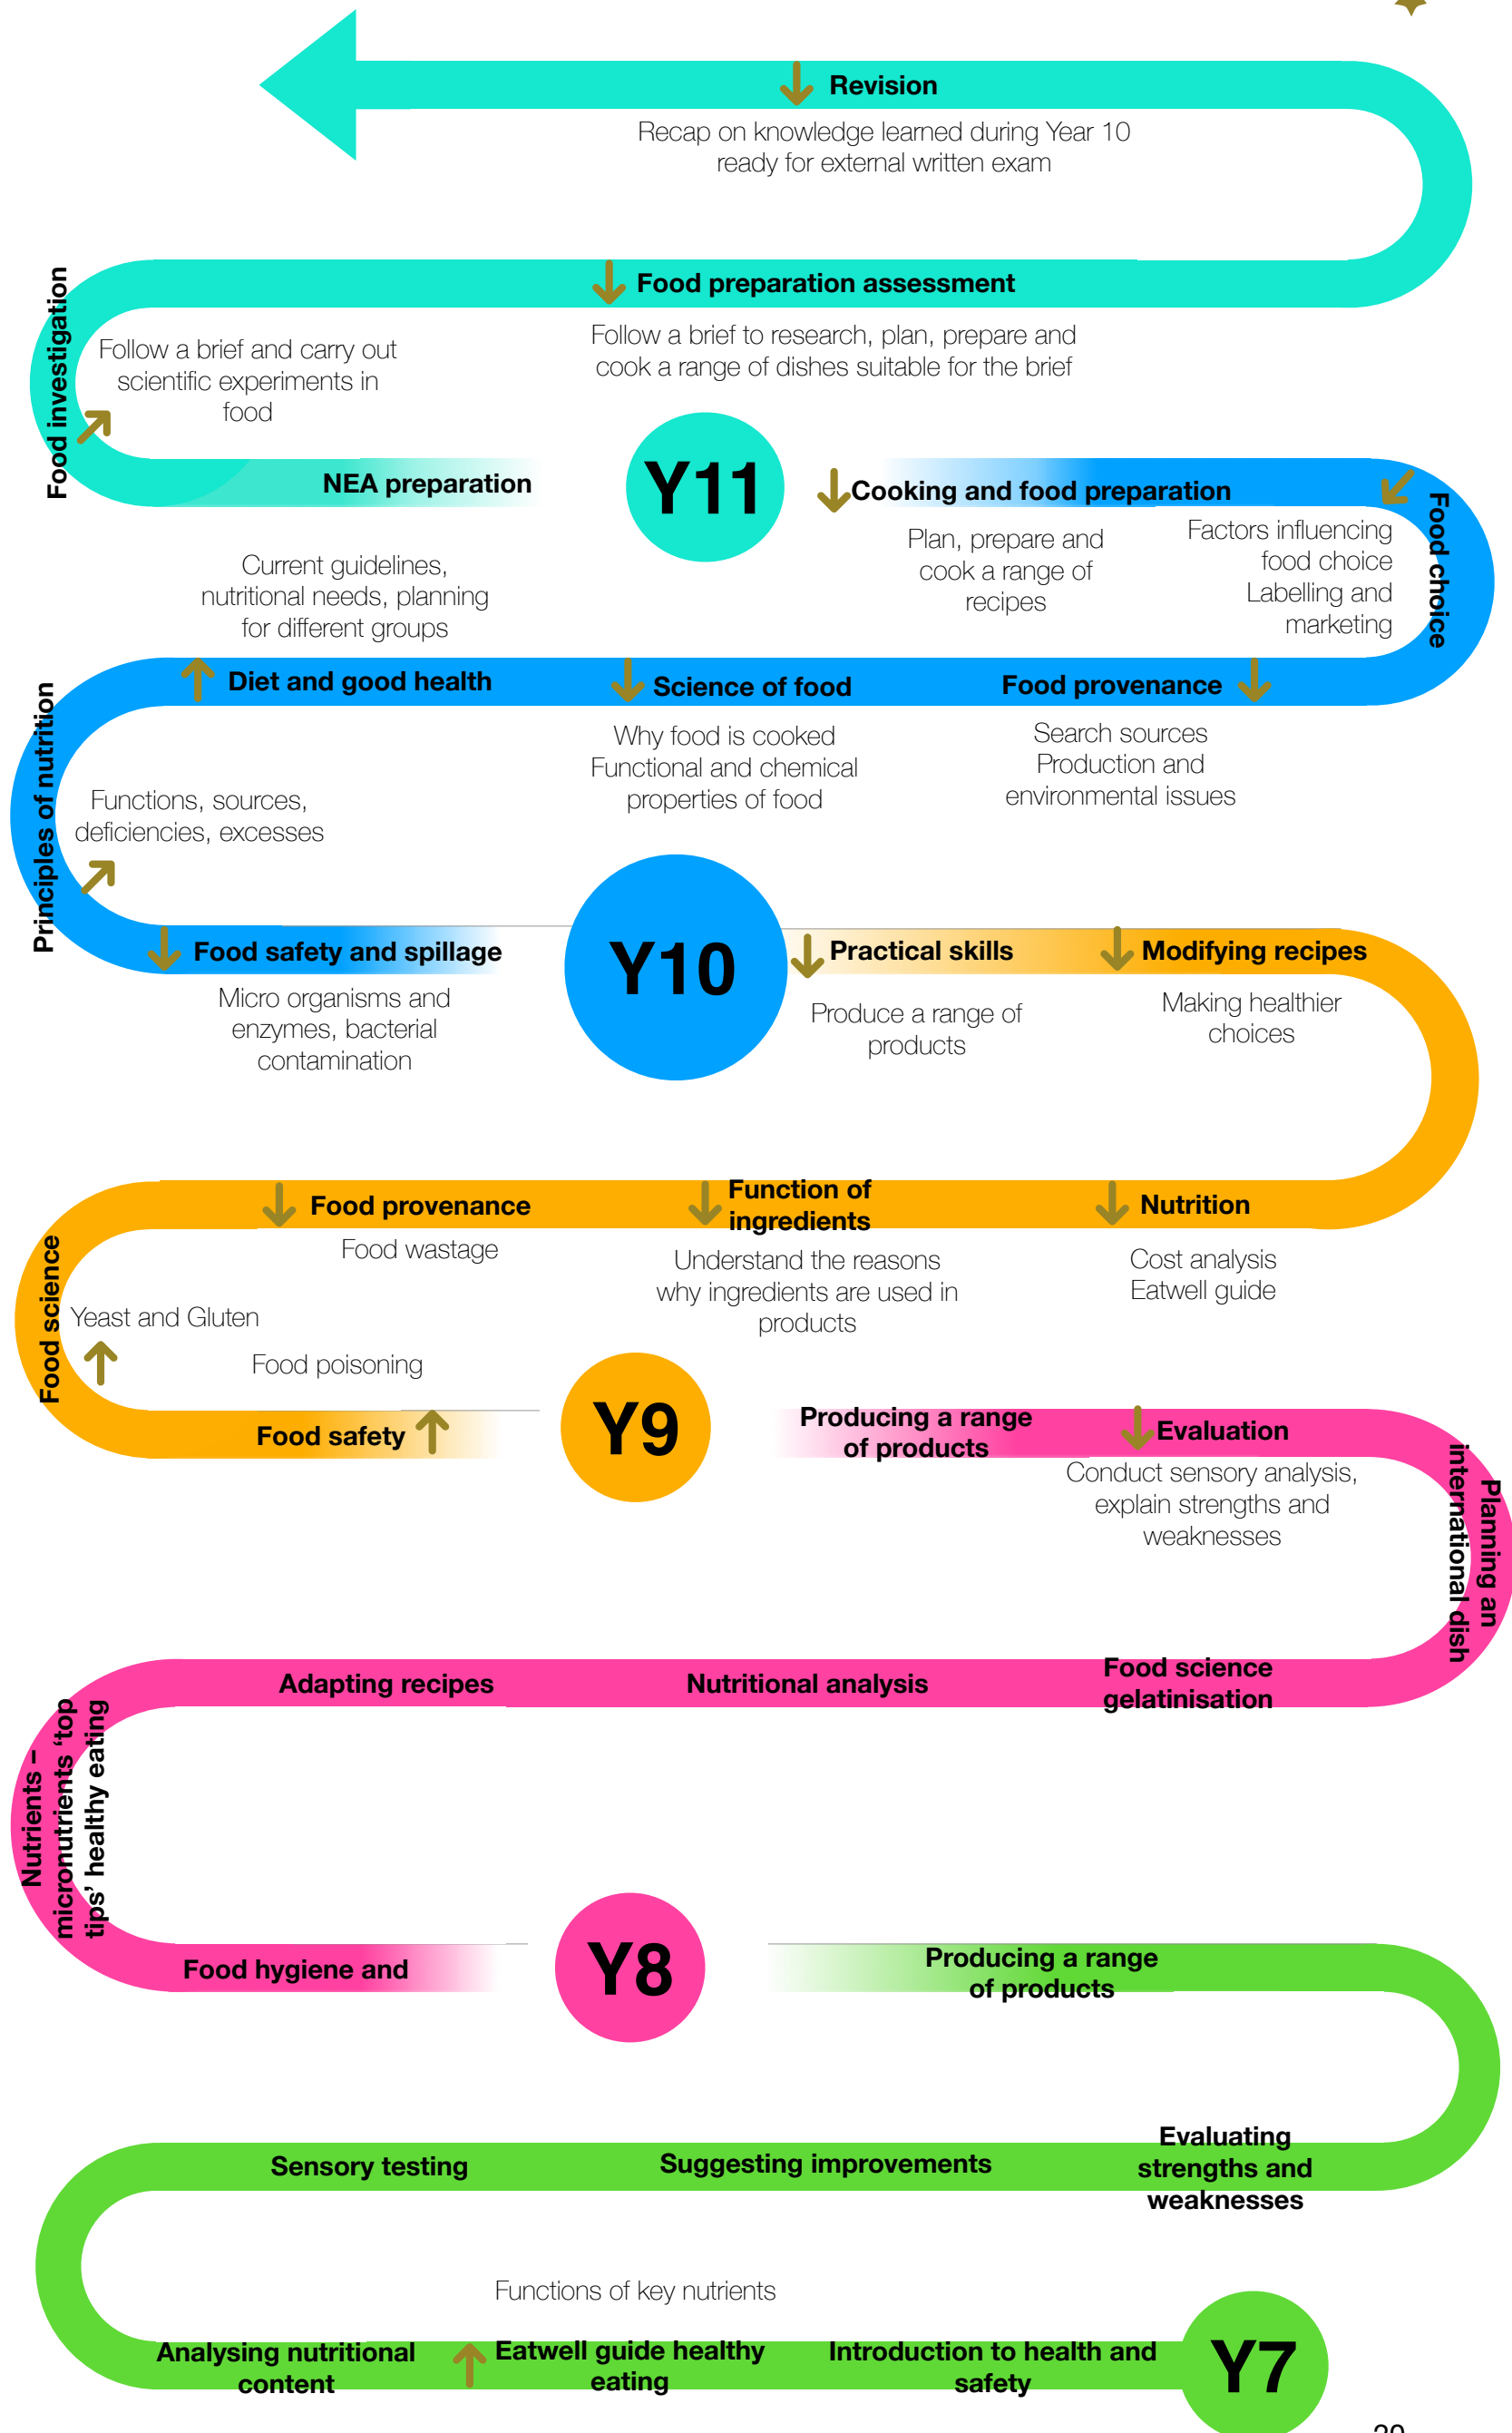 Revision
Recap on knowledge learned during Year 10
ready for external written exam
Food preparation assessment
Follow a brief to research, plan, prepare and
cook a range of dishes suitable for the brief
Food investigation
Follow a brief and carry out
scientific experiments in
food
NEA preparation
Y11
Cooking and food preparation
Plan, prepare and
cook a range of
recipes
Food choice
Factors influencing
food choice
Labelling and
marketing
Current guidelines,
nutritional needs, planning
for different groups
Diet and good health
Science of food
Food provenance
Why food is cooked
Functional and chemical
properties of food
Search sources
Production and
environmental issues
Principles of nutrition
Functions, sources,
deficiencies, excesses
Food safety and spillage
Micro organisms and
enzymes, bacterial
contamination
Y10
Practical skills
Produce a range of
products
Modifying recipes
Making healthier
choices
Food provenance
Food wastage
Function of
ingredients
Understand the reasons
why ingredients are used in
products
Nutrition
Cost analysis
Eatwell guide
Food science
Yeast and Gluten
Food poisoning
Food safety
Y9
Producing a range
of products
Evaluation
Conduct sensory analysis,
explain strengths and
weaknesses
Planning an
international dish
Adapting recipes
Nutritional analysis
Food science
gelatinisation
Nutrients –
micronutrients ‘top
tips’ healthy eating
Food hygiene and
Y8
Producing a range
of products
Sensory testing
Suggesting improvements
Evaluating
strengths and
weaknesses
Functions of key nutrients
Analysing nutritional
content
Eatwell guide healthy
eating
Introduction to health and
safety
Y7